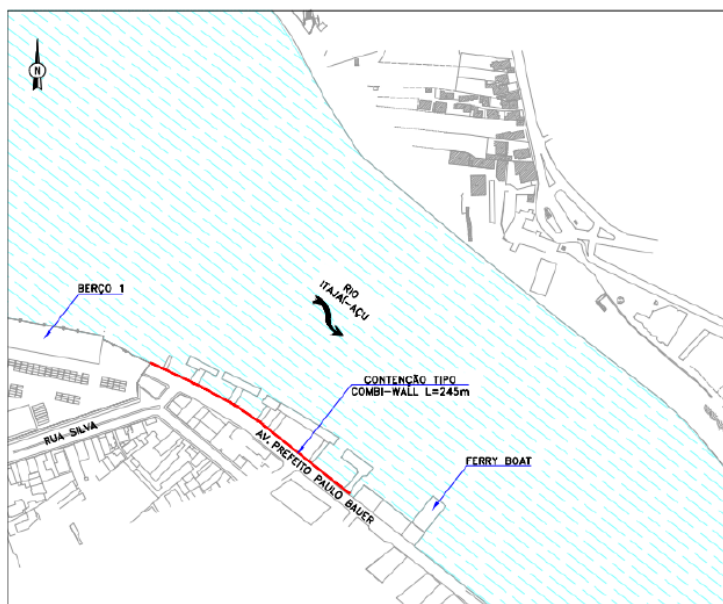 N
BERÇO 1
RIO
ITAJAÍ-AÇU
CONTENÇÃO TIPO
COMBI-WALL L=245m
RUA SILVA
AV. PREFEITO PAULO BAUER
FERRY BOAT